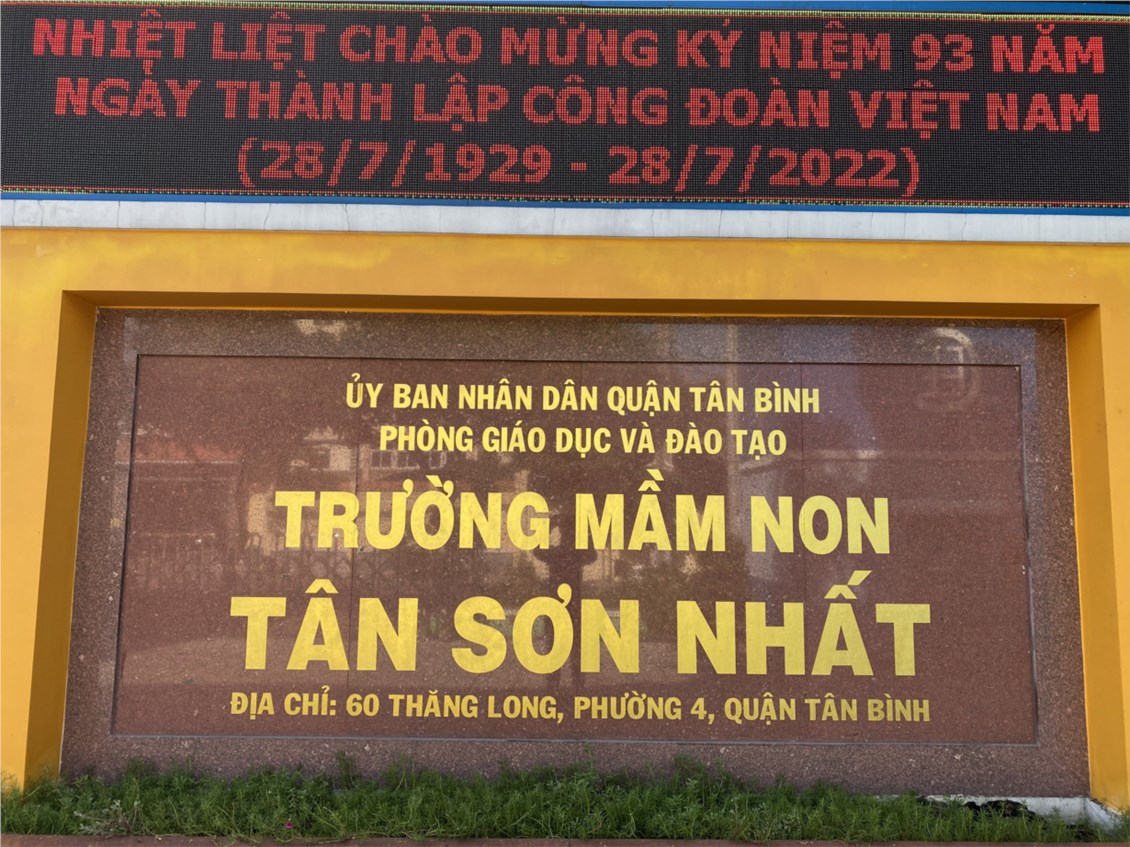 NHIỆT LIỆT CHÀO MỪNG KỶ NIỆM 93 NĂM
NGÀY THÀNH LẬP CÔNG ĐOÀN VIỆT NAM
(28/7/1929 - 28/7/2022)
ỦY BAN NHÂN DÂN QUẬN TÂN BÌNH
PHÒNG GIÁO DỤC VÀ ĐÀO TẠO
TRƯỜNG MẦM NON
TÂN SƠN NHẤT
ĐỊA CHỈ: 60 THĂNG LONG, PHƯỜNG 4, QUẬN TÂN BÌNH